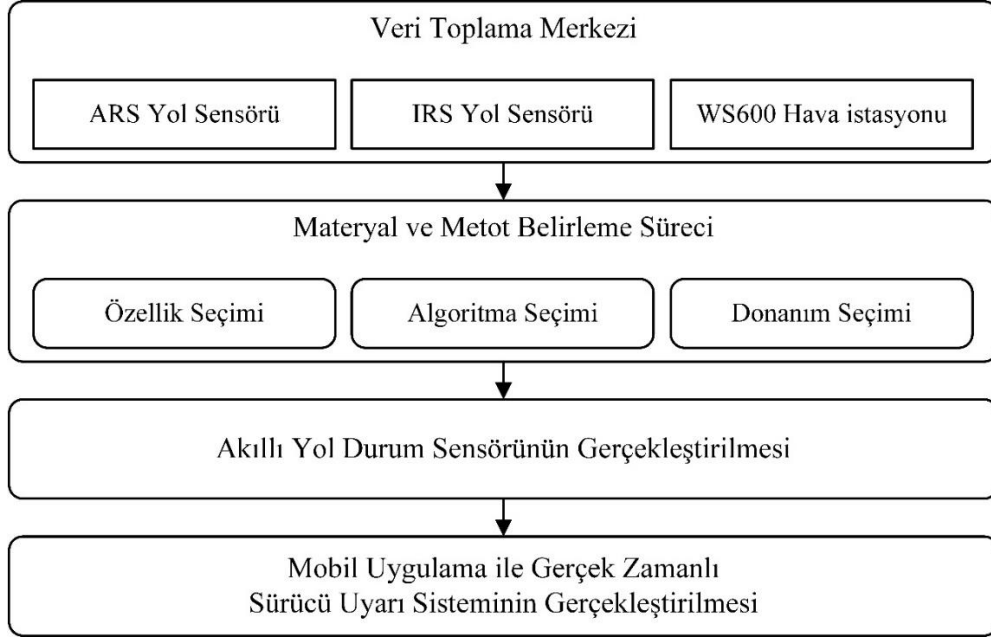 Veri Toplama Merkezi
ARS Yol Sensörü
IRS Yol Sensörü
WS600 Hava istasyonu
Materyal ve Metot Belirleme Süreci
Özellik Seçimi
Algoritma Seçimi
Donanım Seçimi
Akıllı Yol Durum Sensörünün Gerçekleştirilmesi
Mobil Uygulama ile Gerçek Zamanlı
Sürücü Uyarı Sisteminin Gerçekleştirilmesi